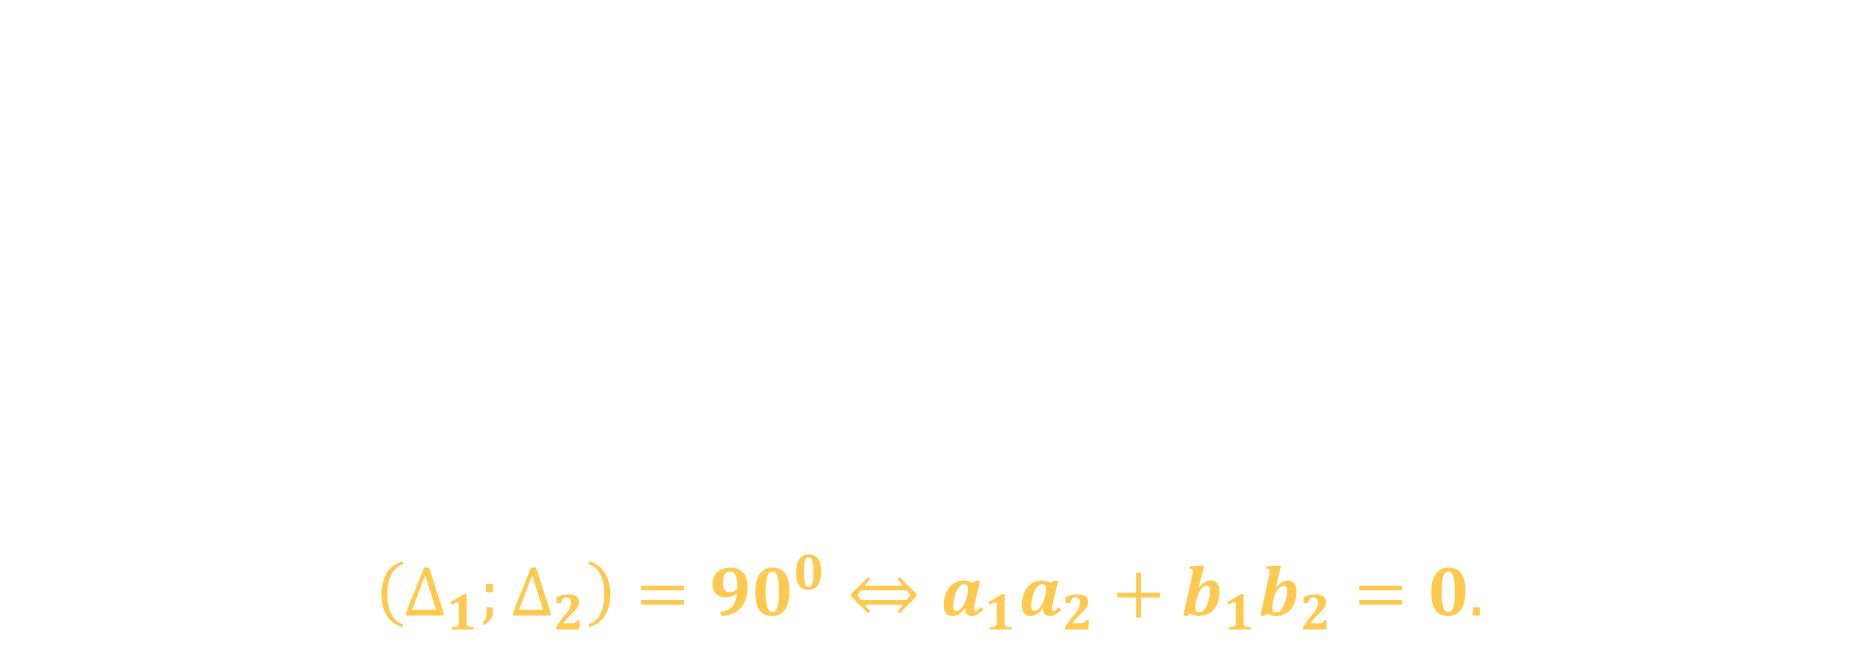 (Δ₁; Δ₂) = 90⁰ ⇔ a₁a₂ + b₁b₂ = 0.